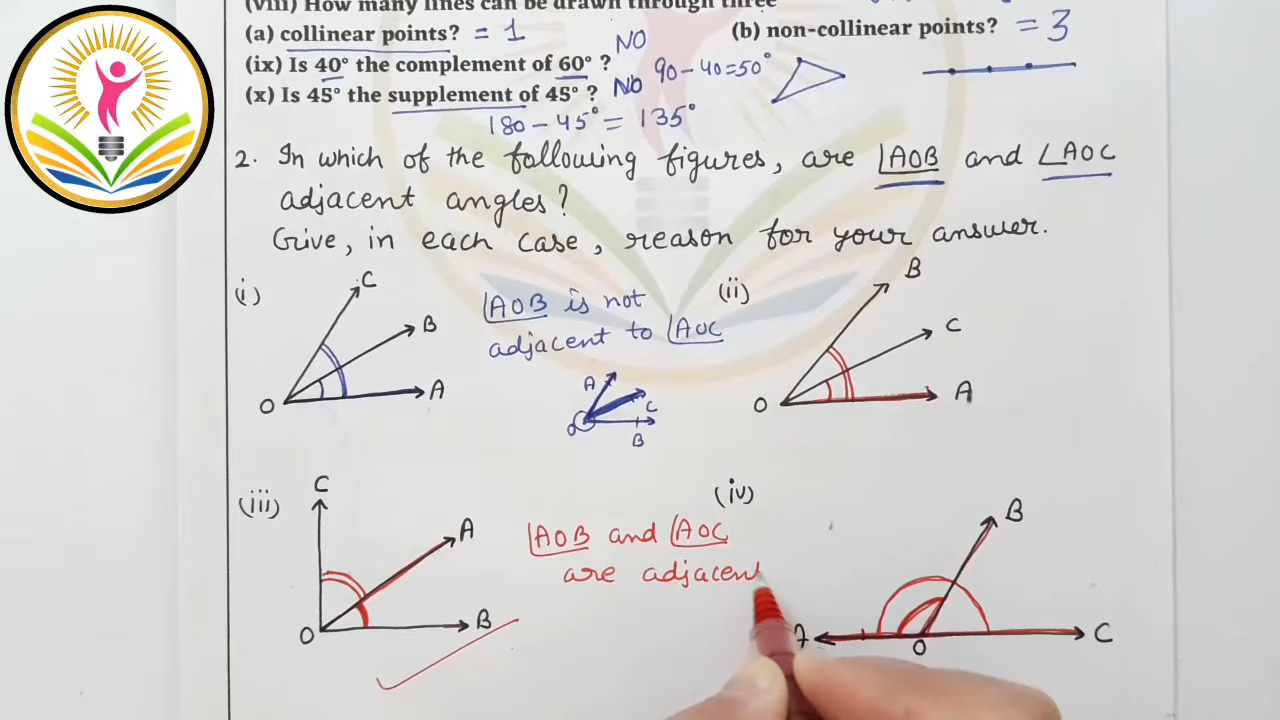 (viii) How many lines can be drawn through three
(a) collinear points? = 1 (b) non-collinear points? = 3
(ix) Is 40° the complement of 60° ? NO 90 - 40 = 50°
(x) Is 45° the supplement of 45° ? NO
180 - 45° = 135°
2. In which of the following figures, are ∠AOB and ∠AOC
adjacent angles?
Give, in each case, reason for your answer.
(i) C B A O
∠AOB is not
adjacent to ∠AOC
A C B O
(ii) B C A O
(iii) C A B O
∠AOB and ∠AOC
are adjacent
(iv) B A O C